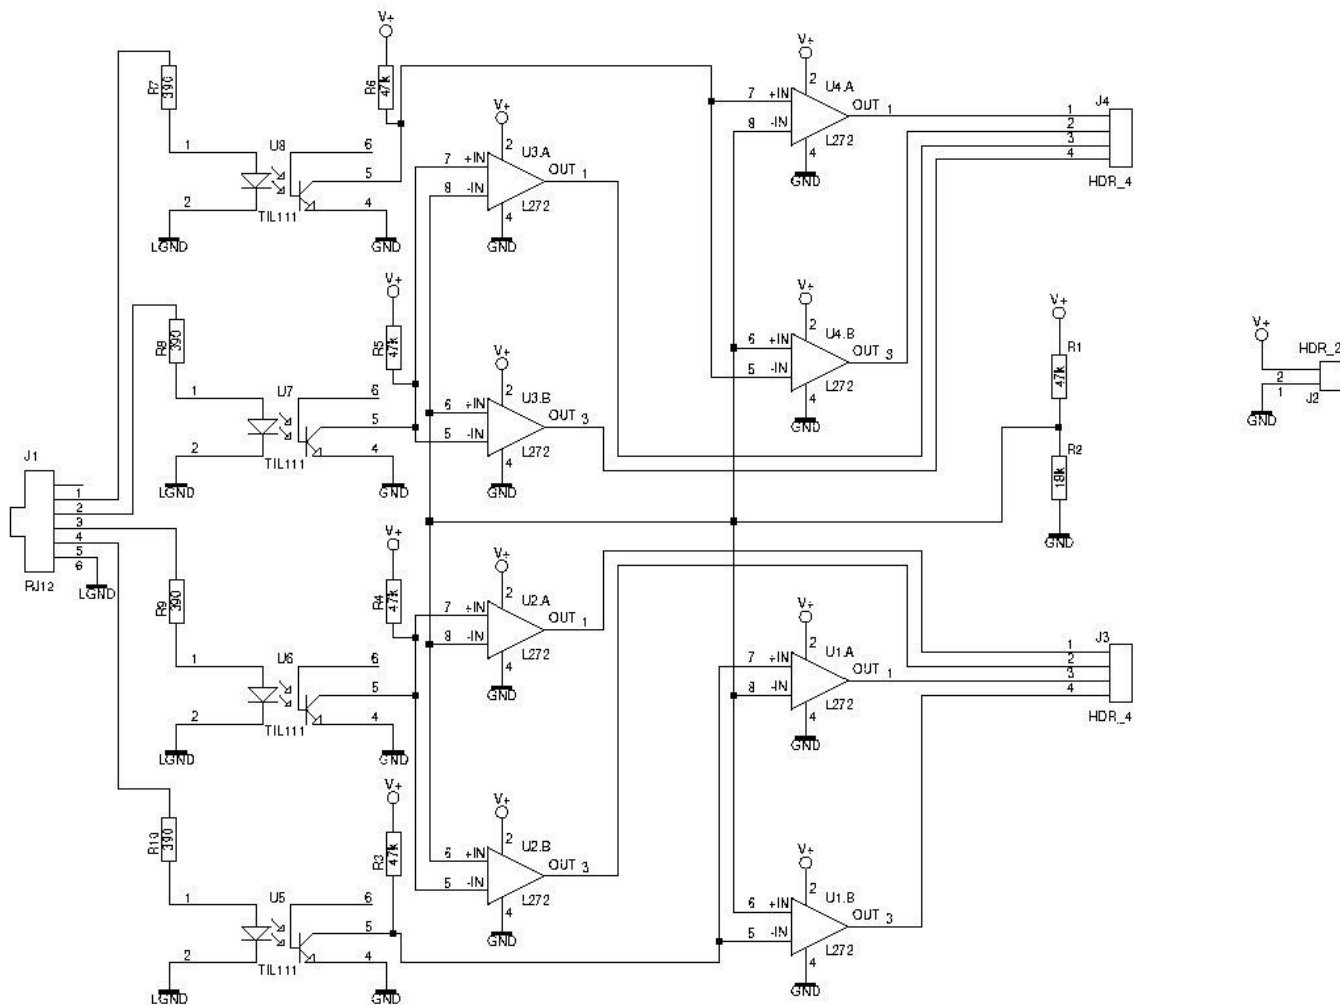 V+
R7 390
R6 47k
1 U8 6
5
2 TIL111 4
LGND GND
V+
2 U3.A
7 +IN OUT 1
8 -IN
L272
4
GND
V+
2 U4.A
7 +IN OUT 1
8 -IN
L272
4
GND
J4
1
2
3
4
HDR_4
V+
R8 390
R5 47k
1 U7 6
5
2 TIL111 4
LGND GND
V+
2 U3.B
6 +IN OUT 3
5 -IN
L272
4
GND
V+
2 U4.B
6 +IN OUT 3
5 -IN
L272
4
GND
V+
R1 47k
R2 18k
GND
V+
HDR_2
2
1
J2
GND
J1
1
2
3
4
5
6
RJ12
LGND
V+
R9 390
R4 47k
1 U6 6
5
2 TIL111 4
LGND GND
V+
2 U2.A
7 +IN OUT 1
8 -IN
L272
4
GND
V+
2 U1.A
7 +IN OUT 1
8 -IN
L272
4
GND
J3
1
2
3
4
HDR_4
V+
R10 390
R3 47k
1 U5 6
5
2 TIL111 4
LGND GND
V+
2 U2.B
6 +IN OUT 3
5 -IN
L272
4
GND
V+
2 U1.B
6 +IN OUT 3
5 -IN
L272
4
GND